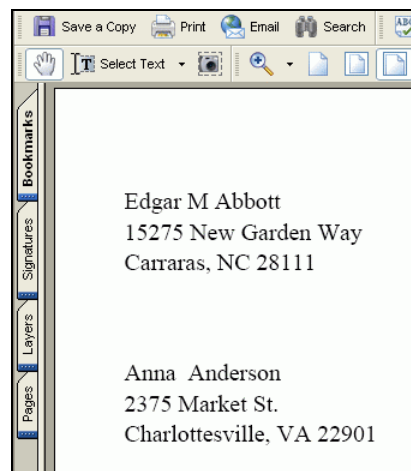 Save a Copy Print Email Search
Select Text
Bookmarks
Signatures
Layers
Pages
Edgar M Abbott
15275 New Garden Way
Carraras, NC 28111
Anna  Anderson
2375 Market St.
Charlottesville, VA 22901